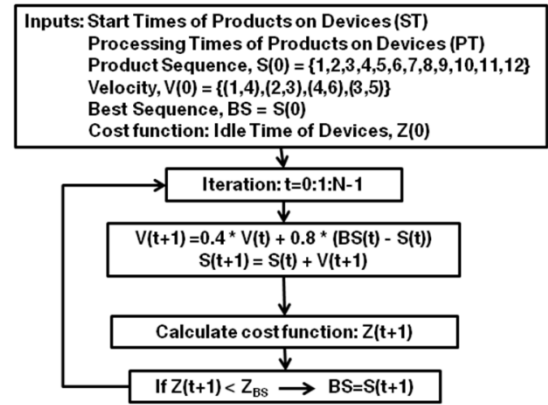 Inputs: Start Times of Products on Devices (ST)
Processing Times of Products on Devices (PT)
Product Sequence, S(0) = {1,2,3,4,5,6,7,8,9,10,11,12}
Velocity, V(0) = {(1,4),(2,3),(4,6),(3,5)}
Best Sequence, BS = S(0)
Cost function: Idle Time of Devices, Z(0)
Iteration: t=0:1:N-1
V(t+1) =0.4 * V(t) + 0.8 * (BS(t) - S(t))
S(t+1) = S(t) + V(t+1)
Calculate cost function: Z(t+1)
If Z(t+1) < ZBS → BS=S(t+1)